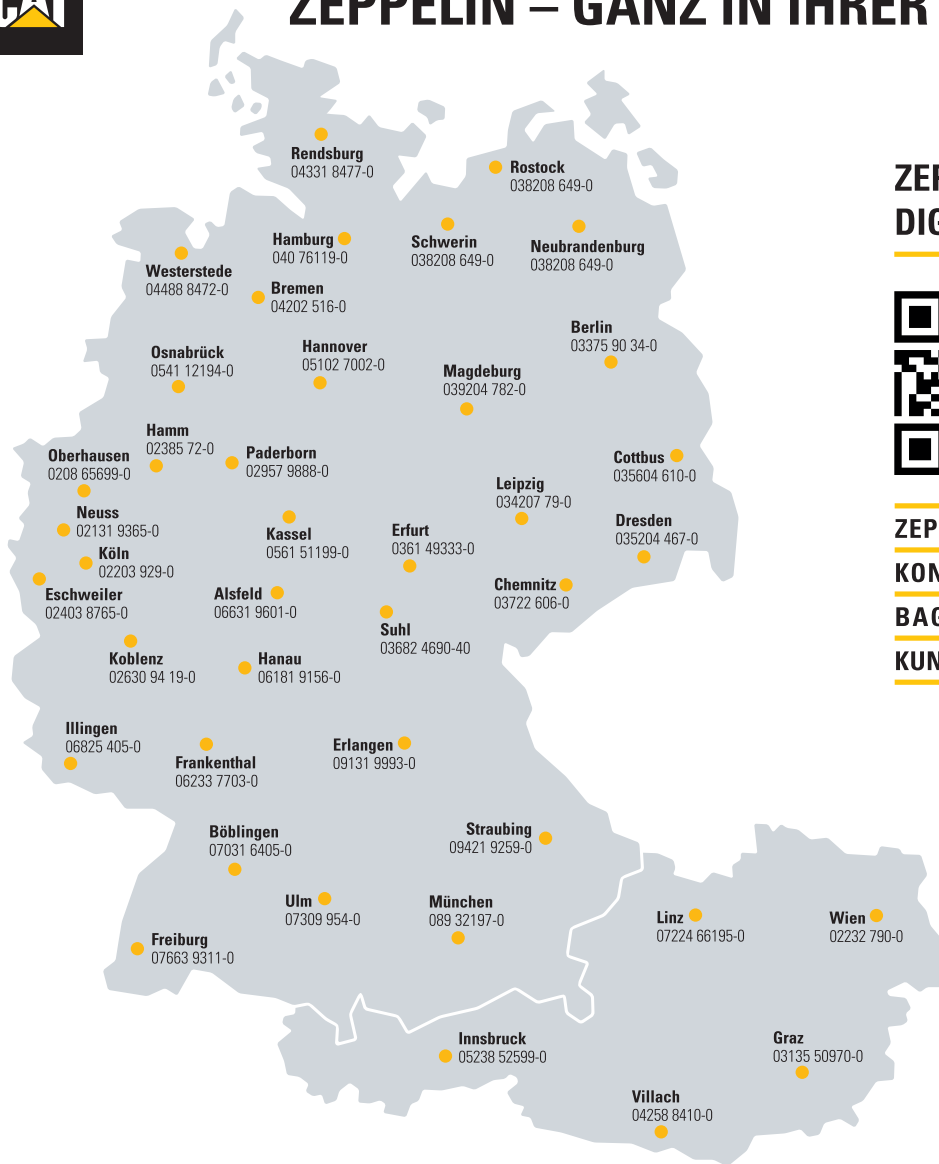 CAT
ZEPPELIN – GANZ IN IHRER
Rendsburg
04331 8477-0
Rostock
038208 649-0
Hamburg
040 76119-0
Schwerin
038208 649-0
Neubrandenburg
038208 649-0
Westerstede
04488 8472-0
Bremen
04202 516-0
Berlin
03375 90 34-0
Osnabrück
0541 12194-0
Hannover
05102 7002-0
Magdeburg
039204 782-0
Hamm
02385 72-0
Oberhausen
0208 65699-0
Paderborn
02957 9888-0
Cottbus
035604 610-0
Leipzig
034207 79-0
Neuss
02131 9365-0
Kassel
0561 51199-0
Erfurt
0361 49333-0
Dresden
035204 467-0
Köln
02203 929-0
Eschweiler
02403 8765-0
Alsfeld
06631 9601-0
Chemnitz
03722 606-0
Suhl
03682 4690-40
Koblenz
02630 94 19-0
Hanau
06181 9156-0
Illingen
06825 405-0
Frankenthal
06233 7703-0
Erlangen
09131 9993-0
Böblingen
07031 6405-0
Straubing
09421 9259-0
Ulm
07309 954-0
München
089 32197-0
Linz
07224 66195-0
Wien
02232 790-0
Freiburg
07663 9311-0
Innsbruck
05238 52599-0
Graz
03135 50970-0
Villach
04258 8410-0
ZEP
DIG
ZEP
KON
BAG
KUN